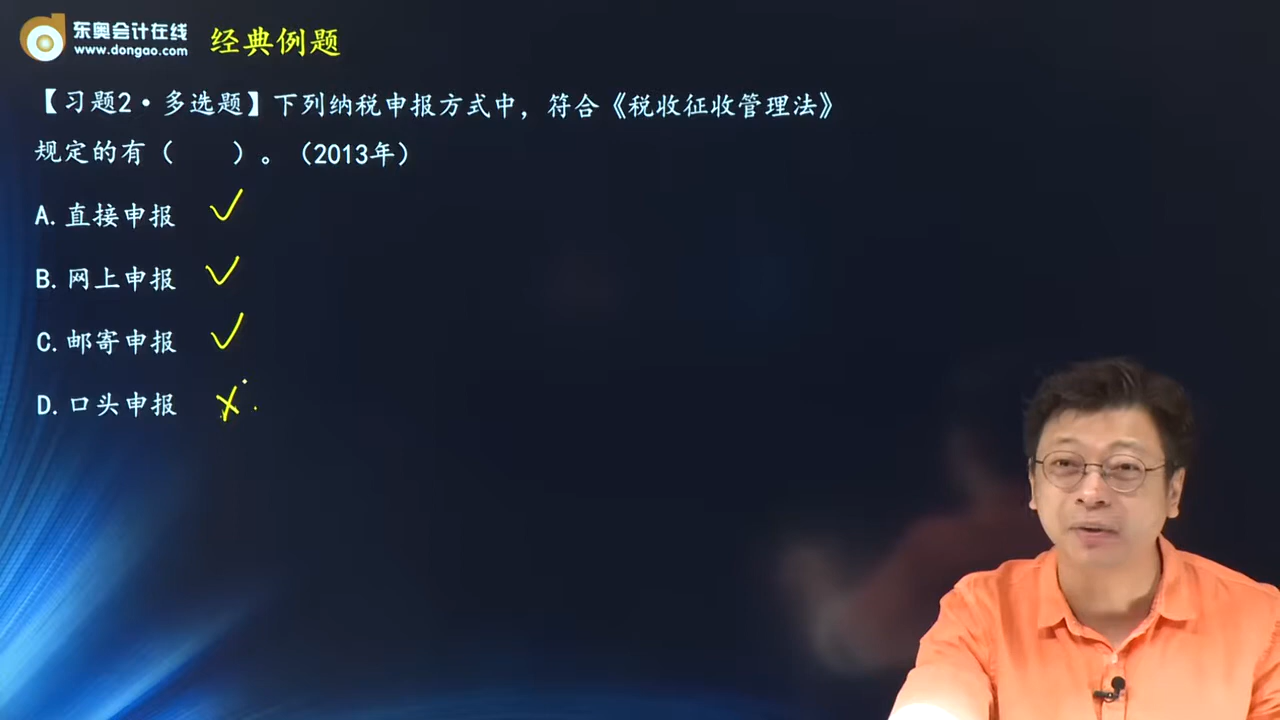 东奥会计在线
www.dongao.com
经典例题
【习题2·多选题】下列纳税申报方式中，符合《税收征收管理法》
规定的有（　　）。（2013年）
A.直接申报
B.网上申报
C.邮寄申报
D.口头申报